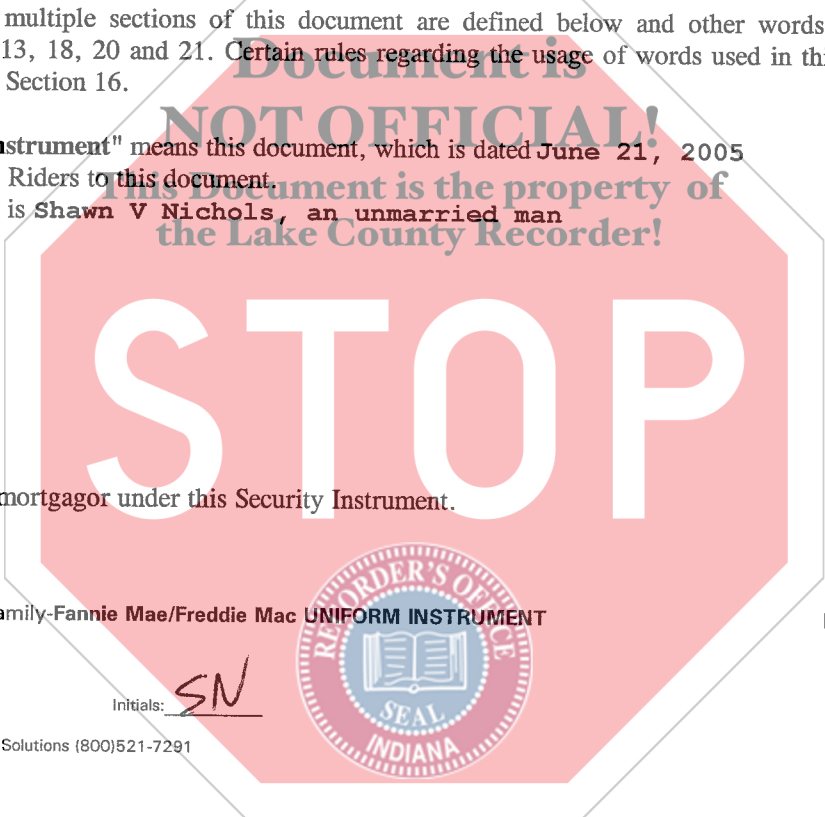 multiple sections of this document are defined below and other words
13, 18, 20 and 21. Certain rules regarding the usage of words used in thi
Section 16.
Document is
NOT OFFICIAL!
nstrument" means this document, which is dated June 21, 2005
Riders to this document.
This Document is the property of
is Shawn V Nichols, an unmarried man
the Lake County Recorder!
STOP
mortgagor under this Security Instrument.
RECORDER'S OFFICE
amily-Fannie Mae/Freddie Mac UNIFORM INSTRUMENT
Initials: SN
SEAL
INDIANA
Solutions (800)521-7291